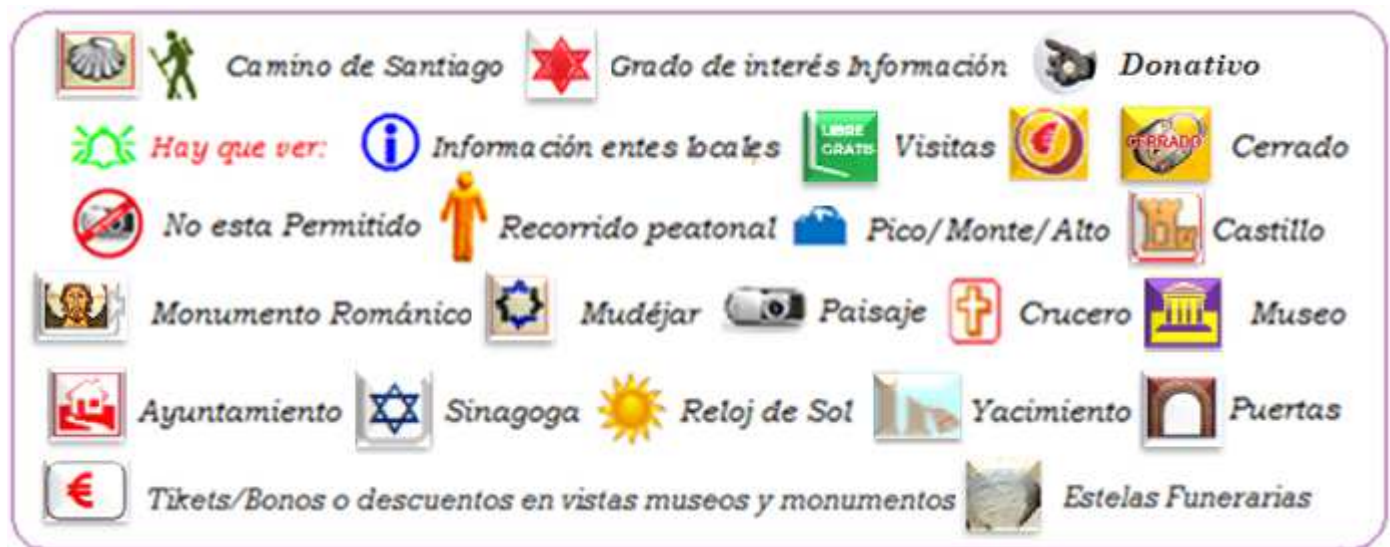 Camino de Santiago Grado de interés Información Donativo
Hay que ver: Información entes locales LIBRE GRATIS Visitas € CERRADO Cerrado
No esta Permitido Recorrido peatonal Pico/Monte/Alto Castillo
Monumento Románico Mudéjar Paisaje Crucero Museo
Ayuntamiento Sinagoga Reloj de Sol Yacimiento Puertas
€ Tikets/Bonos o descuentos en vistas museos y monumentos Estelas Funerarias